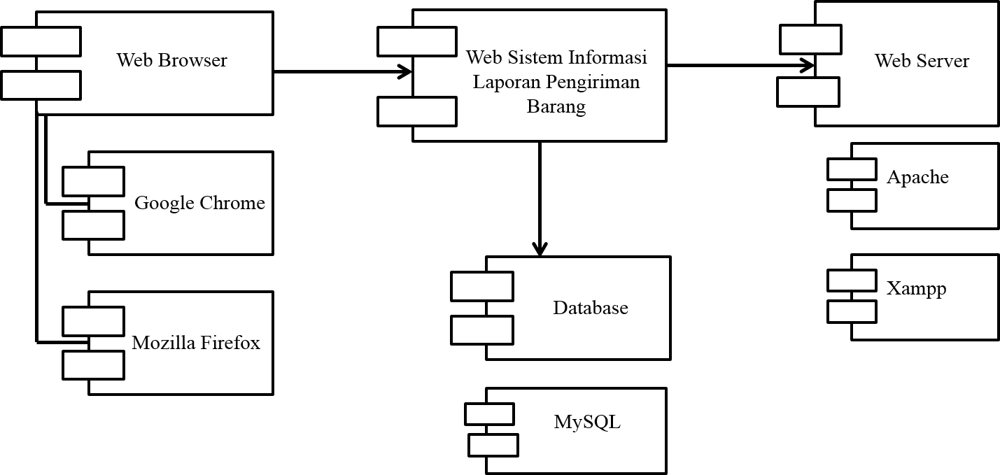 Web Browser
Web Sistem Informasi
Laporan Pengiriman
Barang
Web Server
Google Chrome
Mozilla Firefox
Database
MySQL
Apache
Xampp